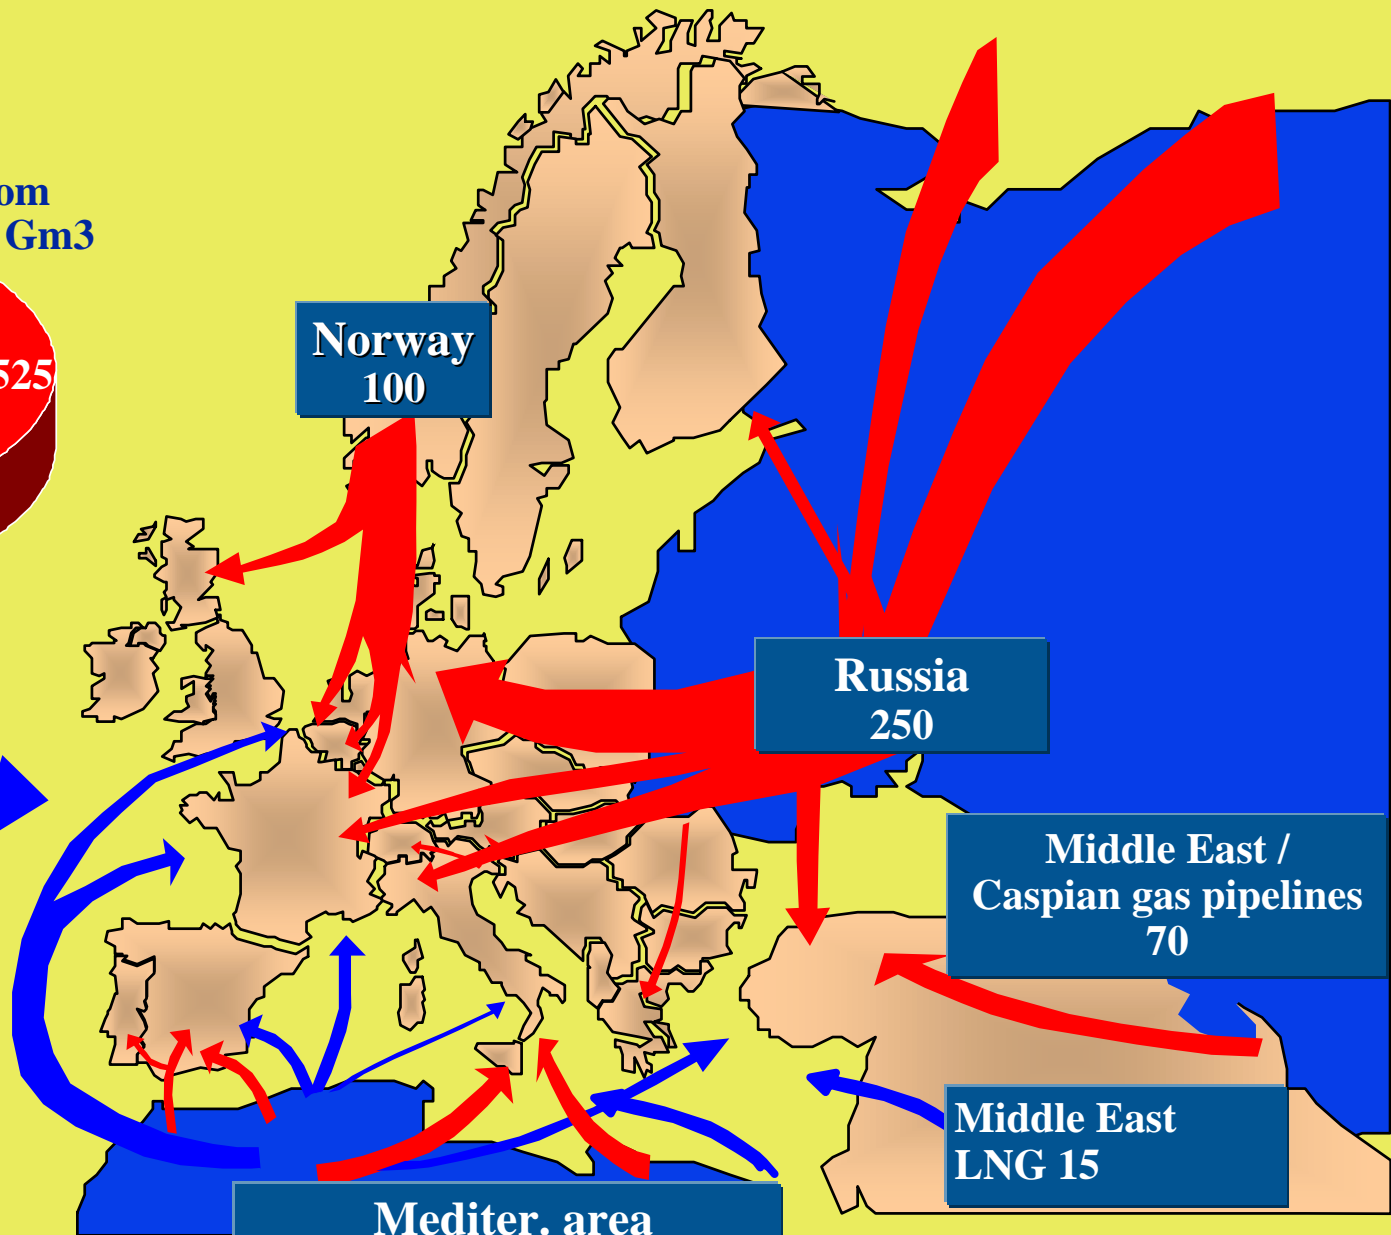 om
Gm3
525
Norway
100
Russia
250
Middle East /
Caspian gas pipelines
70
Middle East
LNG 15
Mediter. area